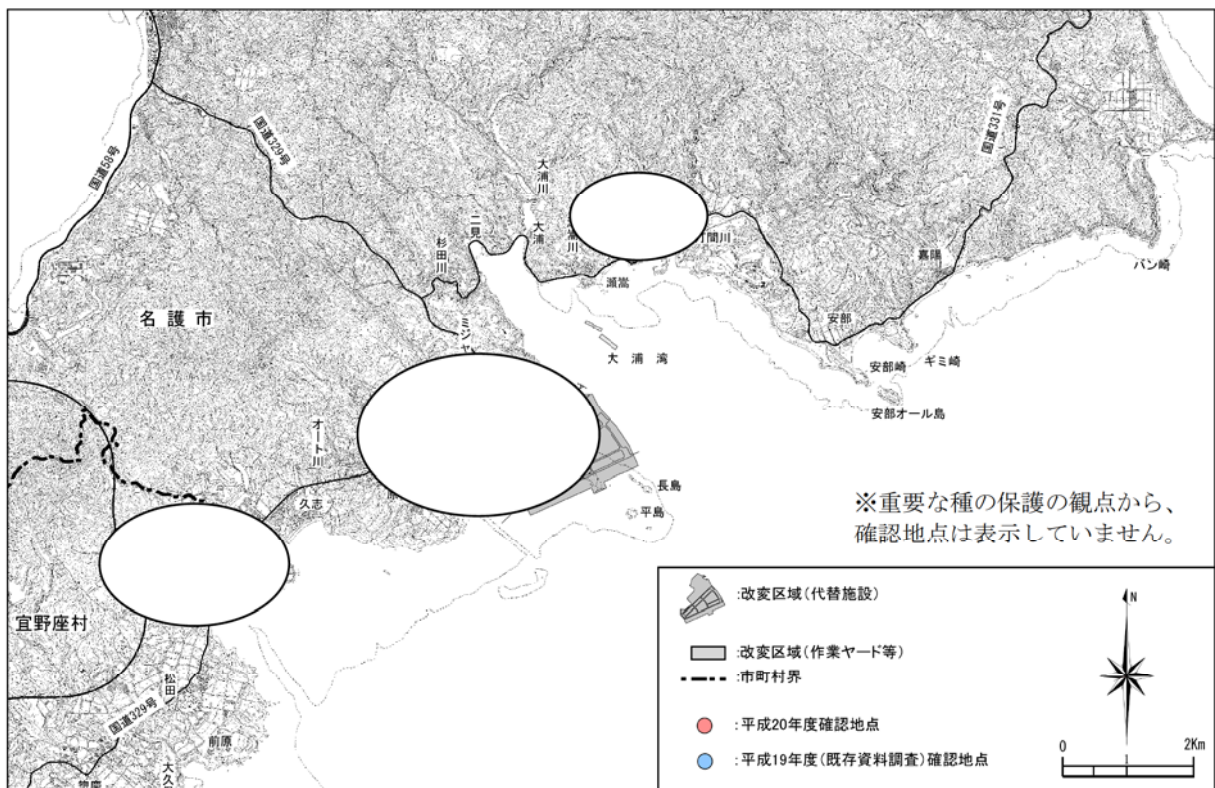 国道58号
国道329号
国道331号
大浦川
大浦
二見
杉田川
瀬嵩
嘉陽
バン崎
名護市
ミジャ
大浦湾
安部
安部崎
ギミ崎
安部オール島
オート川
久志
長島
平島
※重要な種の保護の観点から、
確認地点は表示していません。
宜野座村
松田
国道329号
前原
:改変区域(代替施設)
:改変区域(作業ヤード等)
:市町村界
:平成20年度確認地点
:平成19年度(既存資料調査)確認地点
N
0 1 2Km